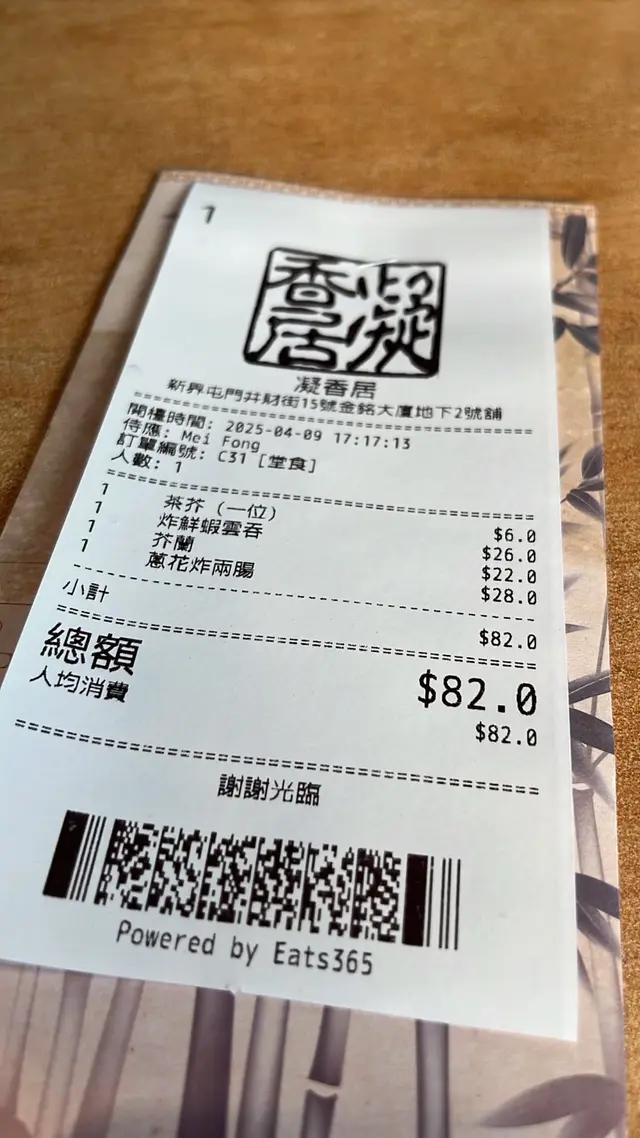 1
凝香居
凝香居
新界屯門井財街15號金銘大廈地下2號舖
開檯時間: 2025-04-09 17:17:13
侍應: Mei Fong
訂單編號: C31 [堂食]
人數: 1
1 茶芥 (一位) $6.0
1 炸鮮蝦雲吞 $26.0
1 芥蘭 $22.0
1 蔥花炸兩腸 $28.0
小計 $82.0
總額 $82.0
人均消費 $82.0
謝謝光臨
Powered by Eats365